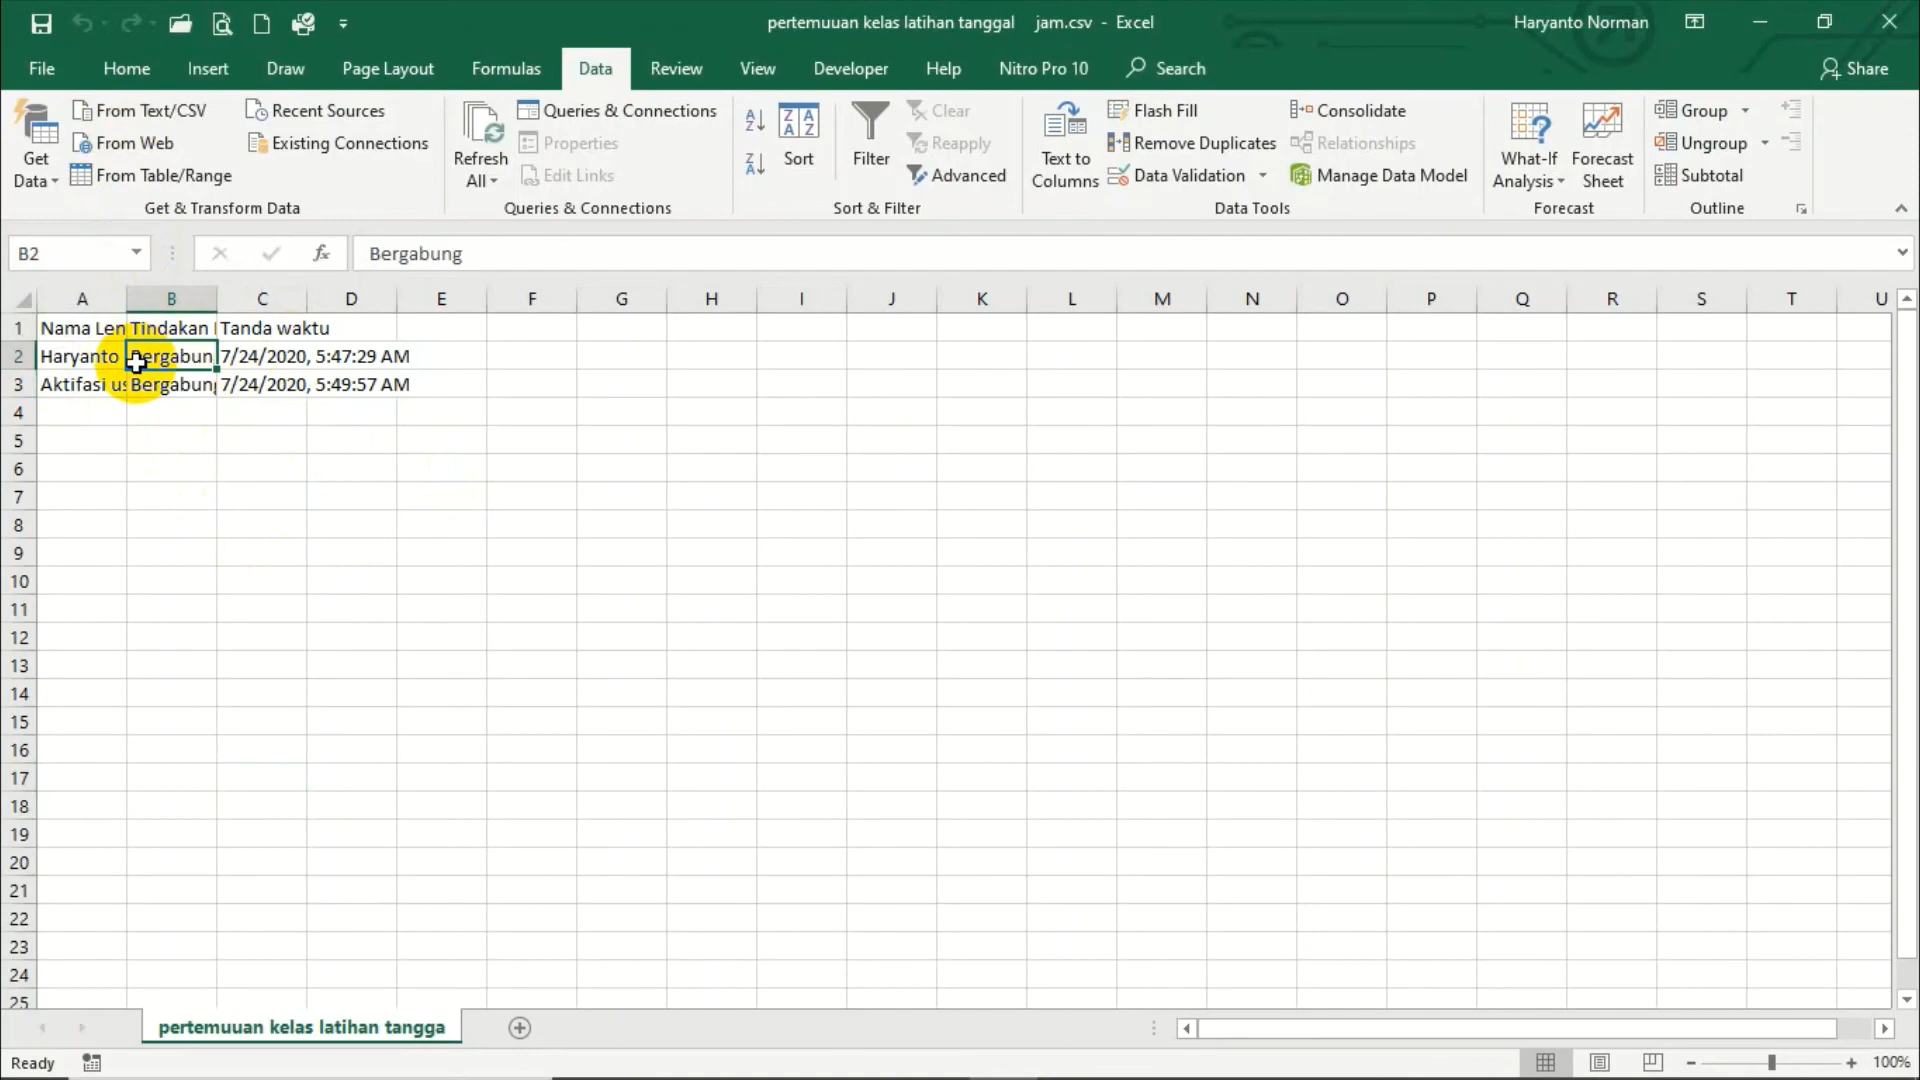 pertemuuan kelas latihan tanggal    jam.csv  -  Excel
Haryanto Norman
File Home Insert Draw Page Layout Formulas Data Review View Developer Help Nitro Pro 10 Search Share
Get Data
From Text/CSV
From Web
From Table/Range
Recent Sources
Existing Connections
Get & Transform Data
Refresh All
Queries & Connections
Properties
Edit Links
Queries & Connections
Sort
Filter
Clear
Reapply
Advanced
Sort & Filter
Text to Columns
Flash Fill
Remove Duplicates
Data Validation
Consolidate
Relationships
Manage Data Model
Data Tools
What-If Analysis
Forecast Sheet
Forecast
Group
Ungroup
Subtotal
Outline
B2 fx Bergabung
A B C D E F G H I J K L M N O P Q R S T U
1 Nama Len Tindakan Tanda waktu
2 Haryanto Bergabun 7/24/2020, 5:47:29 AM
3 Aktifasi us Bergabung 7/24/2020, 5:49:57 AM
4
5
6
7
8
9
10
11
12
13
14
15
16
17
18
19
20
21
22
23
24
25
pertemuuan kelas latihan tangga
Ready 100%